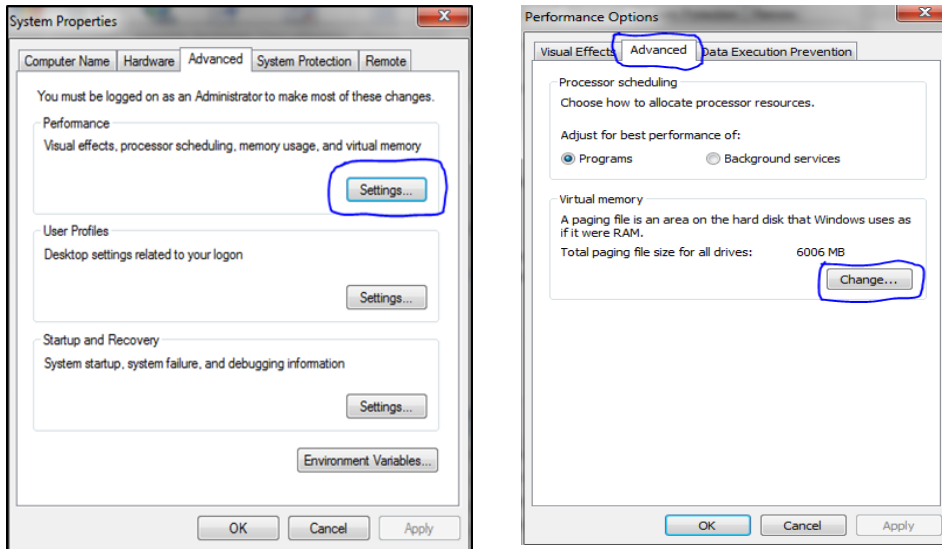 System Properties
Computer Name Hardware Advanced System Protection Remote
You must be logged on as an Administrator to make most of these changes.
Performance
Visual effects, processor scheduling, memory usage, and virtual memory
Settings...
User Profiles
Desktop settings related to your logon
Settings...
Startup and Recovery
System startup, system failure, and debugging information
Settings...
Environment Variables...
OK Cancel Apply
Performance Options
Visual Effects Advanced Data Execution Prevention
Processor scheduling
Choose how to allocate processor resources.
Adjust for best performance of:
Programs Background services
Virtual memory
A paging file is an area on the hard disk that Windows uses as
if it were RAM.
Total paging file size for all drives: 6006 MB
Change...
OK Cancel Apply